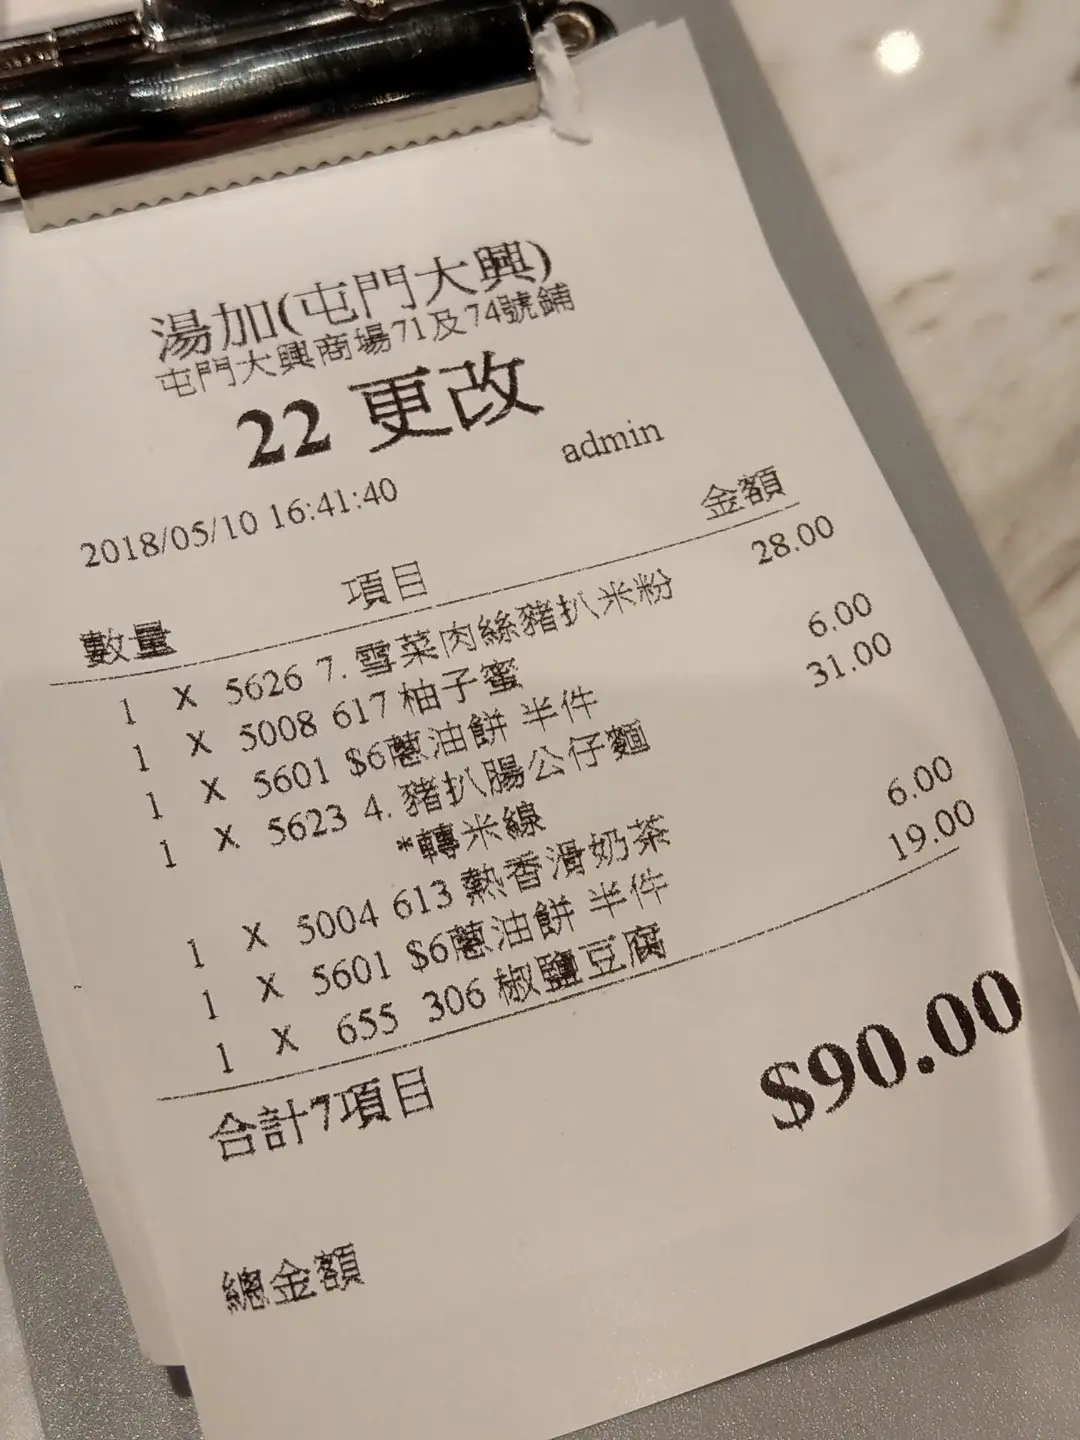 湯加(屯門大興)
屯門大興商場71及74號鋪
22 更改
admin
2018/05/10 16:41:40
數量 項目 金額
1 X 5626 7. 雪菜肉絲豬扒米粉 28.00
1 X 5008 617 柚子蜜
1 X 5601 $6蔥油餅 半件 6.00
1 X 5623 4. 豬扒腸公仔麵 31.00
*轉米線
1 X 5004 613 熱香滑奶茶
1 X 5601 $6蔥油餅 半件 6.00
1 X 655 306 椒鹽豆腐 19.00
合計7項目
$90.00
總金額